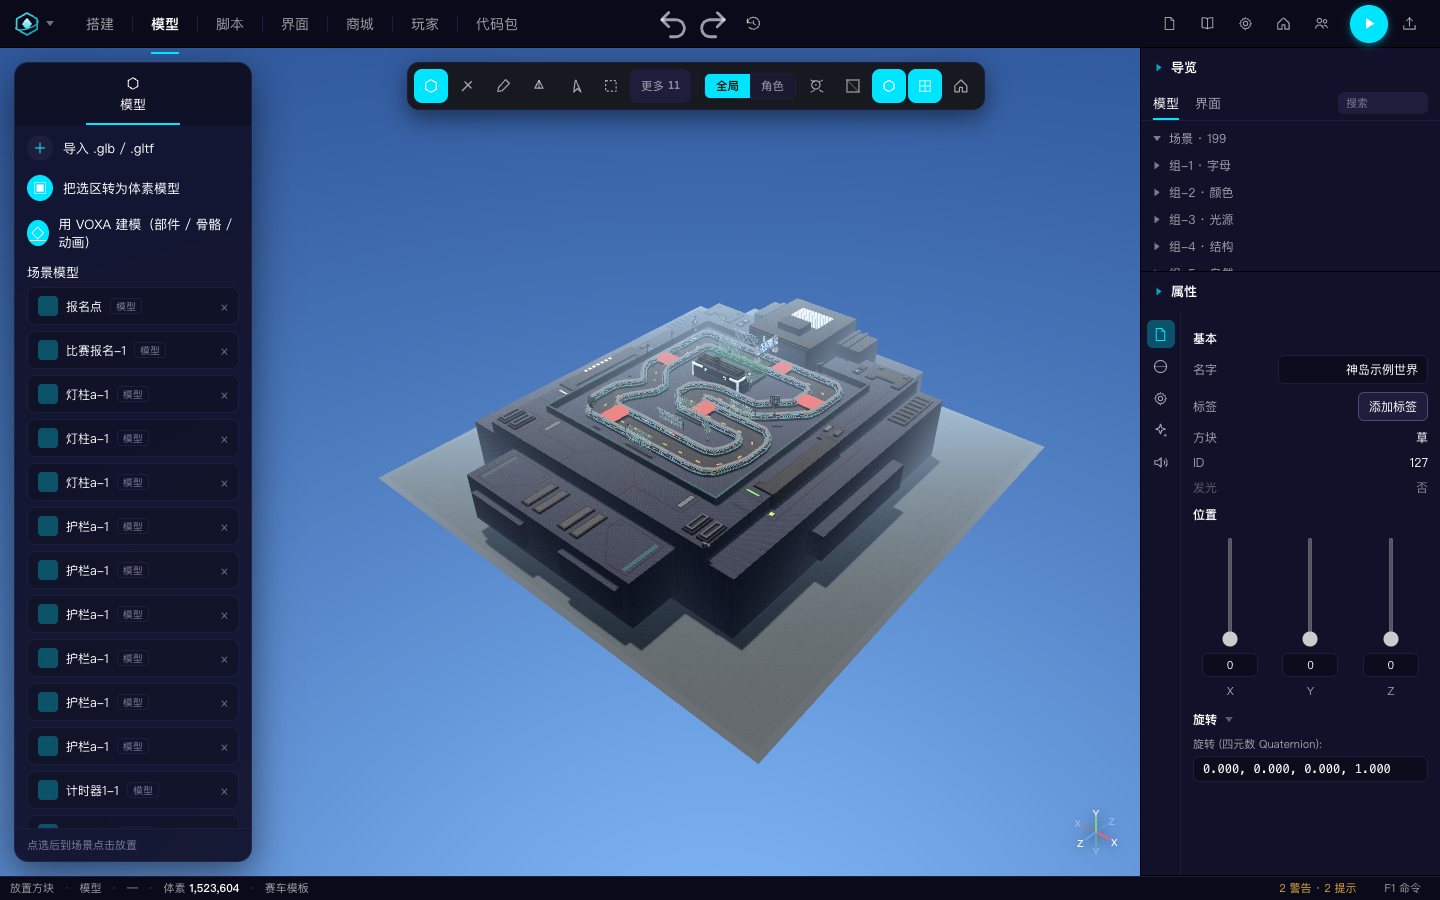 搭建
模型
脚本
界面
商城
玩家
代码包
模型
导入 .glb / .gltf
把选区转为体素模型
用 VOXA 建模（部件 / 骨骼 /
动画）
场景模型
报名点 模型 ×
比赛报名-1 模型 ×
灯柱a-1 模型 ×
灯柱a-1 模型 ×
灯柱a-1 模型 ×
护栏a-1 模型 ×
护栏a-1 模型 ×
护栏a-1 模型 ×
护栏a-1 模型 ×
护栏a-1 模型 ×
护栏a-1 模型 ×
计时器1-1 模型 ×
点选后到场景点击放置
更多 11
全局 角色
Y
X Z
Z X
Y
导览
模型 界面 搜索
场景 · 199
组-1 · 字母
组-2 · 颜色
组-3 · 光源
组-4 · 结构
属性
基本
名字 神岛示例世界
标签 添加标签
方块 草
ID 127
发光 否
位置
0 0 0
X Y Z
旋转
旋转 (四元数 Quaternion):
0.000, 0.000, 0.000, 1.000
放置方块 · 模型 · — · 体素 1,523,604 · 赛车模板
2 警告 · 2 提示 F1 命令